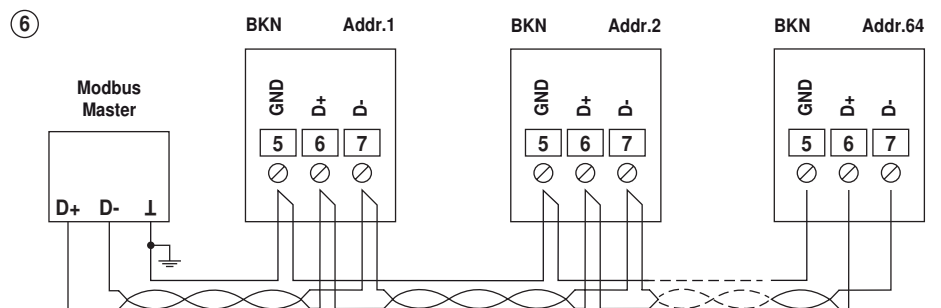 6
BKN Addr.1
BKN Addr.2
BKN Addr.64
Modbus
Master
D+ D- ⊥
GND D+ D-
5 6 7
GND D+ D-
5 6 7
GND D+ D-
5 6 7